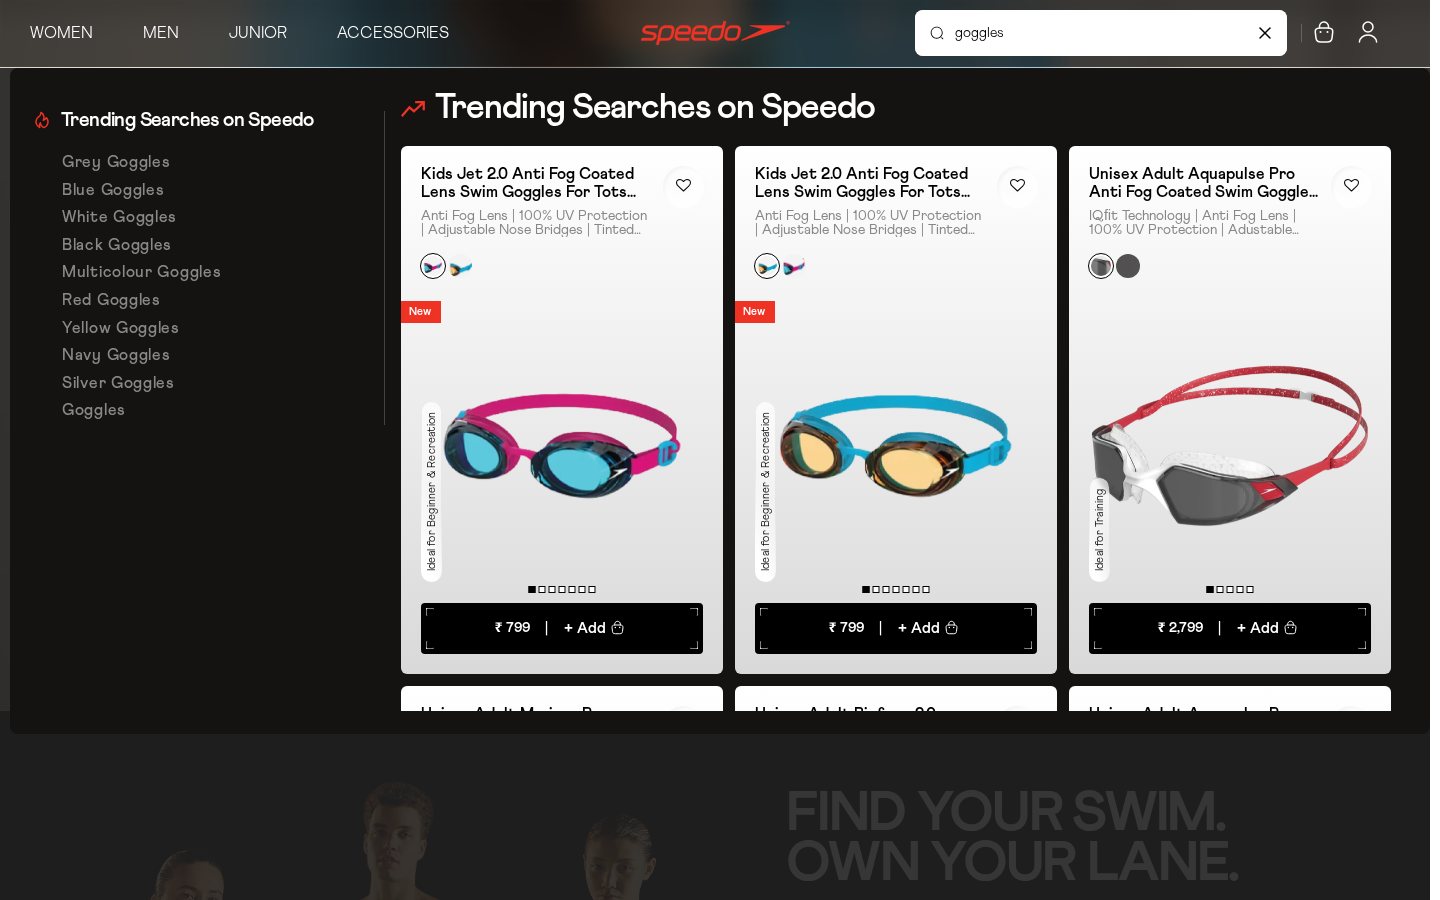 WOMEN MEN JUNIOR ACCESSORIES speedo goggles
Trending Searches on Speedo
Grey Goggles
Blue Goggles
White Goggles
Black Goggles
Multicolour Goggles
Red Goggles
Yellow Goggles
Navy Goggles
Silver Goggles
Goggles
Trending Searches on Speedo
Kids Jet 2.0 Anti Fog Coated
Lens Swim Goggles For Tots...
Anti Fog Lens | 100% UV Protection
| Adjustable Nose Bridges | Tinted...
New
Ideal for Beginner & Recreation
₹ 799 | + Add
Kids Jet 2.0 Anti Fog Coated
Lens Swim Goggles For Tots...
Anti Fog Lens | 100% UV Protection
| Adjustable Nose Bridges | Tinted...
New
Ideal for Beginner & Recreation
₹ 799 | + Add
Unisex Adult Aquapulse Pro
Anti Fog Coated Swim Goggle...
IQfit Technology | Anti Fog Lens |
100% UV Protection | Adustable...
Ideal for Training
₹ 2,799 | + Add
FIND YOUR SWIM.
OWN YOUR LANE.